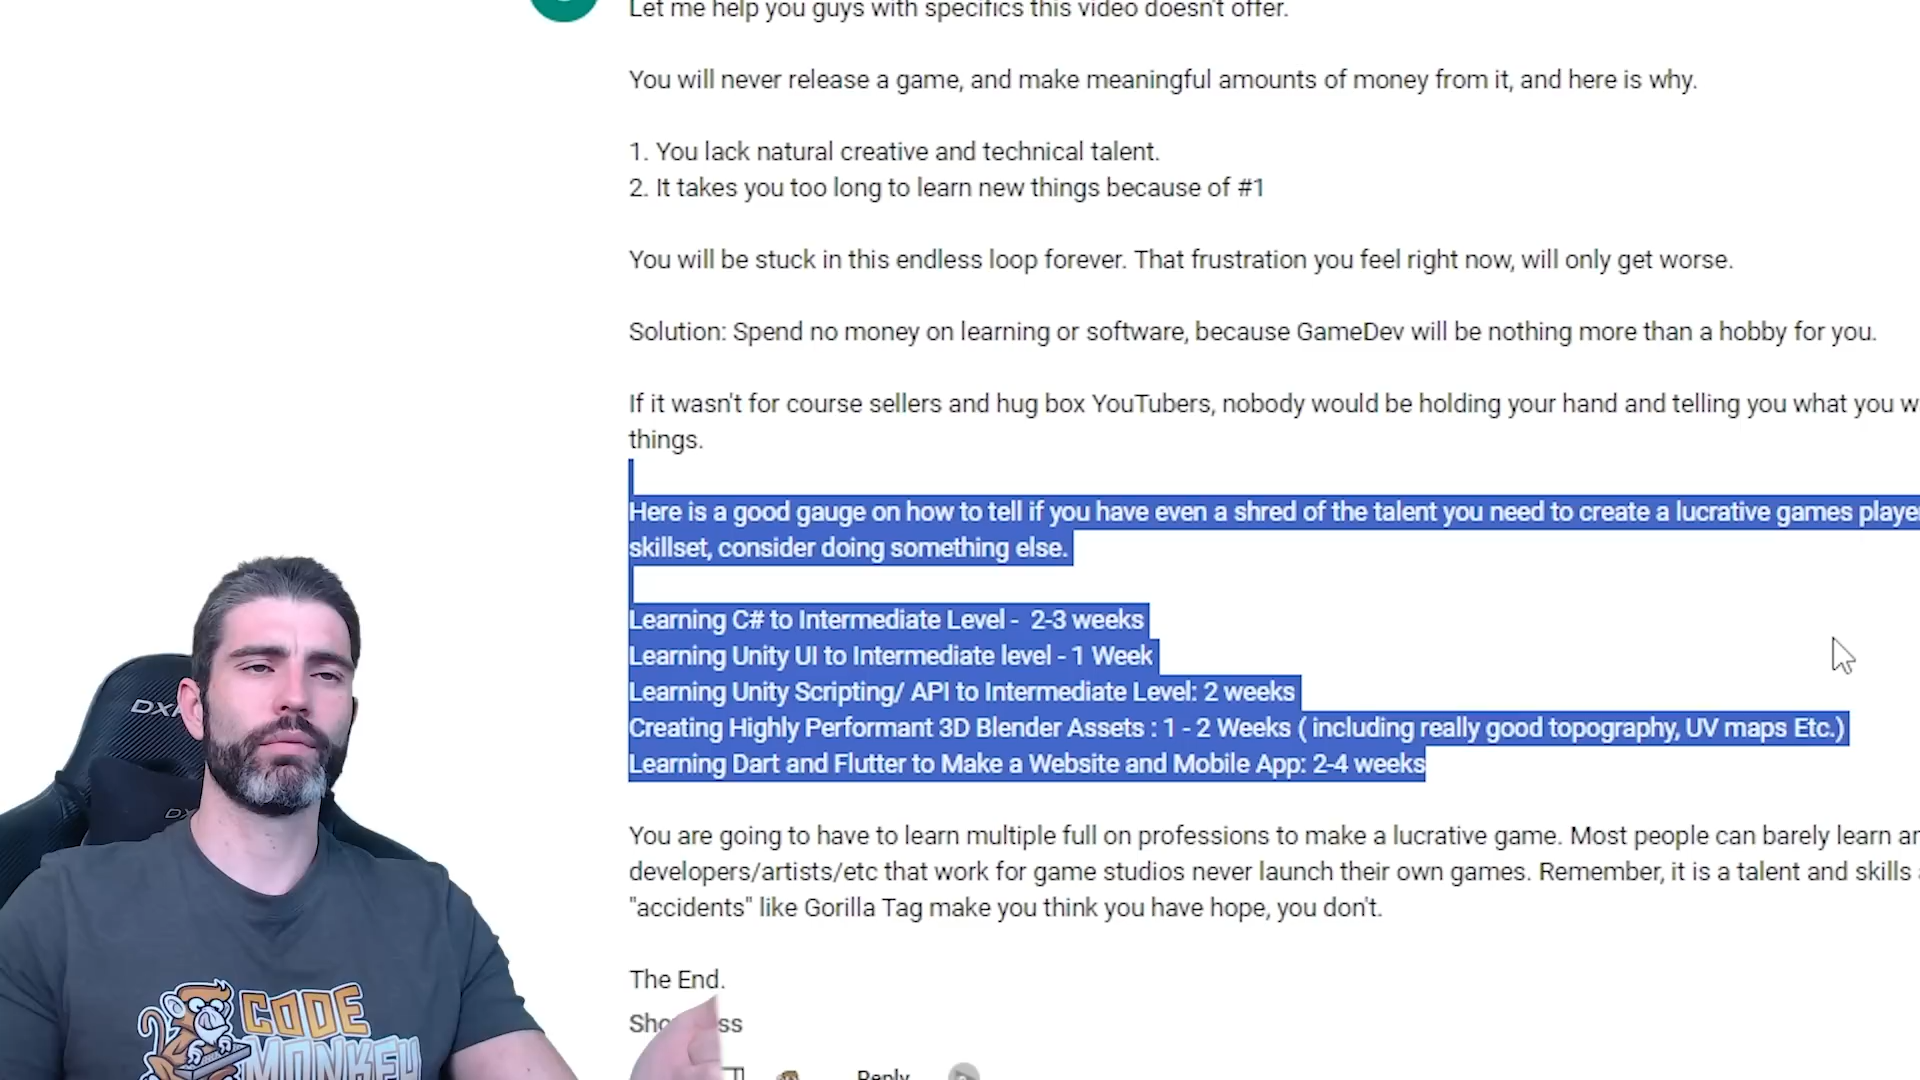 Let me help you guys with specifics this video doesn't offer.
You will never release a game, and make meaningful amounts of money from it, and here is why.
1. You lack natural creative and technical talent.
2. It takes you too long to learn new things because of #1
You will be stuck in this endless loop forever. That frustration you feel right now, will only get worse.
Solution: Spend no money on learning or software, because GameDev will be nothing more than a hobby for you.
If it wasn't for course sellers and hug box YouTubers, nobody would be holding your hand and telling you what you
things.
Here is a good gauge on how to tell if you have even a shred of the talent you need to create a lucrative games
skillset, consider doing something else.
Learning C# to Intermediate Level - 2-3 weeks
Learning Unity UI to Intermediate level - 1 Week
Learning Unity Scripting/ API to Intermediate Level: 2 weeks
Creating Highly Performant 3D Blender Assets : 1 - 2 Weeks ( including really good topography, UV maps Etc.)
Learning Dart and Flutter to Make a Website and Mobile App: 2-4 weeks
You are going to have to learn multiple full on professions to make a lucrative game. Most people can barely learn
developers/artists/etc that work for game studios never launch their own games. Remember, it is a talent and skills
"accidents" like Gorilla Tag make you think you have hope, you don't.
The End.
Reply
CODE
MONKEY